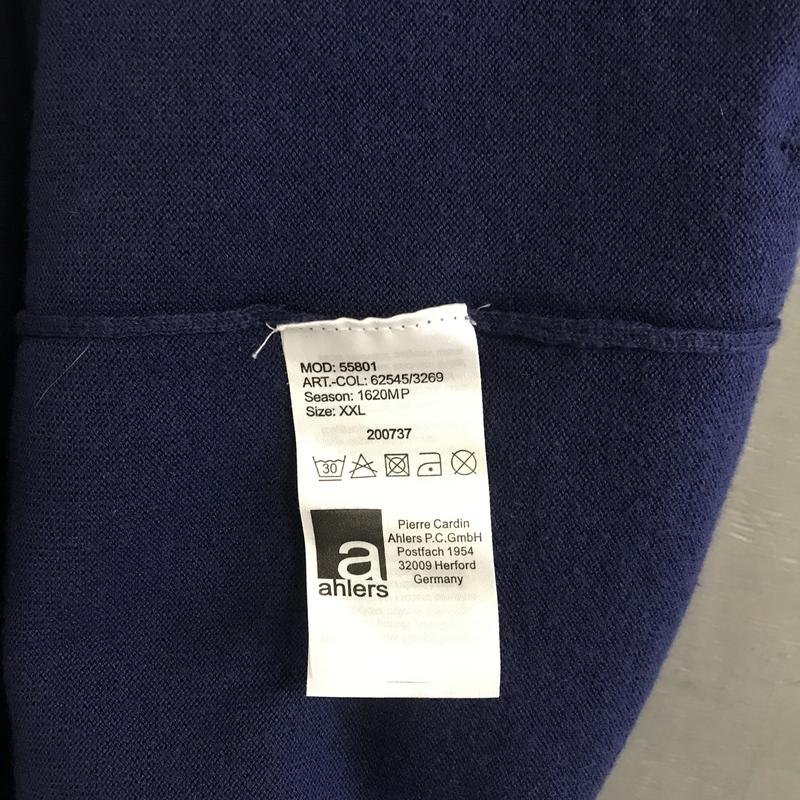 MOD: 55801
ART.-COL: 62545/3269
Season: 1620MP
Size: XXL
200737
30
a
ahlers
Pierre Cardin
Ahlers P.C.GmbH
Postfach 1954
32009 Herford
Germany